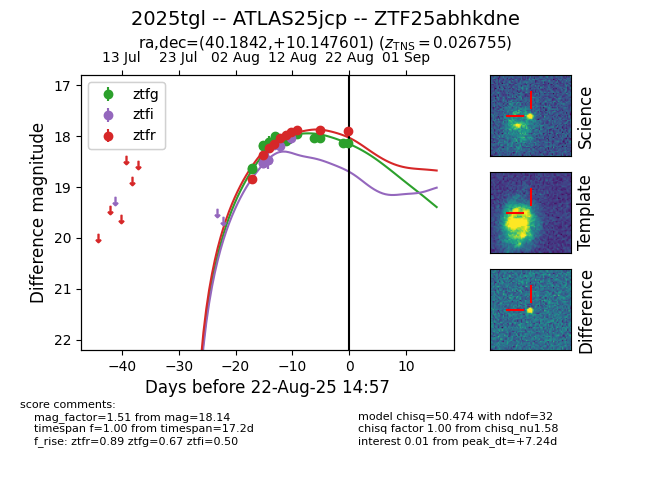 2025tgl -- ATLAS25jcp -- ZTF25abhkdne
ra,dec=(40.1842,+10.147601) (z_TNS = 0.026755)
13 Jul 23 Jul 02 Aug 12 Aug 22 Aug 01 Sep
17
18
19
20
21
22
Difference magnitude
ztfg
ztfi
ztfr
−40 −30 −20 −10 0 10
Days before 22-Aug-25 14:57
Science
Template
Difference
score comments:
mag_factor=1.51 from mag=18.14
timespan f=1.00 from timespan=17.2d
f_rise: ztfr=0.89 ztfg=0.67 ztfi=0.50
model chisq=50.474 with ndof=32
chisq factor 1.00 from chisq_nu1.58
interest 0.01 from peak_dt=+7.24d